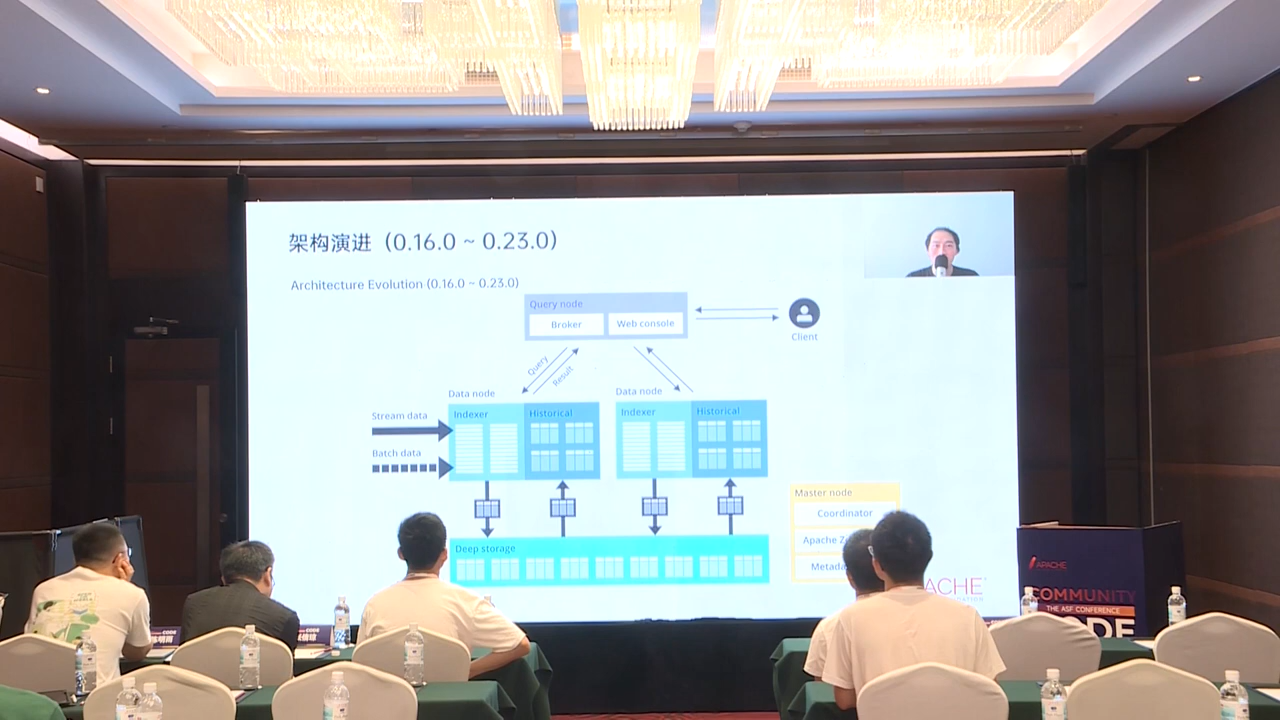 架构演进（0.16.0 ~ 0.23.0）
Architecture Evolution (0.16.0 ~ 0.23.0)
Query node
Broker
Web console
Client
Query
Result
Data node
Data node
Stream data
Batch data
Indexer
Historical
Indexer
Historical
Deep storage
Master node
Coordinator
Apache
APACHE
COMMUNITY
THE ASF CONFERENCE
CODE